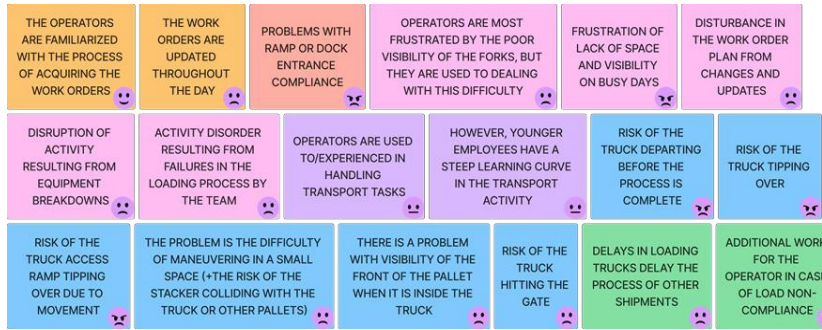 THE OPERATORS
ARE FAMILIARIZED
WITH THE PROCESS
OF ACQUIRING THE
WORK ORDERS
THE WORK
ORDERS ARE
UPDATED
THROUGHOUT
THE DAY
PROBLEMS WITH
RAMP OR DOCK
ENTRANCE
COMPLIANCE
OPERATORS ARE MOST
FRUSTRATED BY THE POOR
VISIBILITY OF THE FORKS, BUT
THEY ARE USED TO DEALING
WITH THIS DIFFICULTY
FRUSTRATION OF
LACK OF SPACE
AND VISIBILITY
ON BUSY DAYS
DISTURBANCE IN
THE WORK ORDER
PLAN FROM
CHANGES AND
UPDATES
DISRUPTION OF
ACTIVITY
RESULTING FROM
EQUIPMENT
BREAKDOWNS
ACTIVITY DISORDER
RESULTING FROM
FAILURES IN THE
LOADING PROCESS BY
THE TEAM
OPERATORS ARE USED
TO/EXPERIENCED IN
HANDLING
TRANSPORT TASKS
HOWEVER, YOUNGER
EMPLOYEES HAVE A
STEEP LEARNING CURVE
IN THE TRANSPORT
ACTIVITY
RISK OF THE
TRUCK DEPARTING
BEFORE THE
PROCESS IS
COMPLETE
RISK OF THE
TRUCK TIPPING
OVER
RISK OF THE
TRUCK ACCESS
RAMP TIPPING
OVER DUE TO
MOVEMENT
THE PROBLEM IS THE DIFFICULTY
OF MANEUVERING IN A SMALL
SPACE (+THE RISK OF THE
STACKER COLLIDING WITH THE
TRUCK OR OTHER PALLETS)
THERE IS A PROBLEM
WITH VISIBILITY OF THE
FRONT OF THE PALLET
WHEN IT IS INSIDE THE
TRUCK
RISK OF THE
TRUCK
HITTING THE
GATE
DELAYS IN LOADING
TRUCKS DELAY THE
PROCESS OF OTHER
SHIPMENTS
ADDITIONAL WORK
FOR THE
OPERATOR IN CASE
OF LOAD NON-
COMPLIANCE